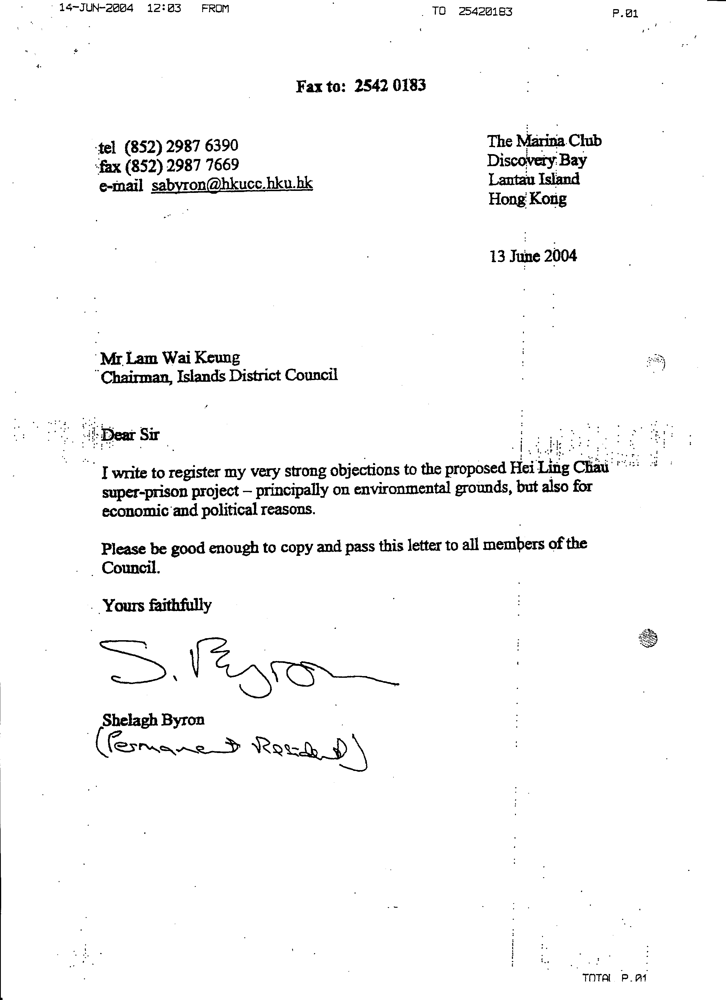 14-JUN-2004 12:03 FROM TO 25420183 P.01
Fax to: 2542 0183
tel (852) 2987 6390
fax (852) 2987 7669
e-mail sabyron@hkucc.hku.hk
The Marina Club
Discovery Bay
Lantau Island
Hong Kong
13 June 2004
Mr Lam Wai Keung
Chairman, Islands District Council
Dear Sir
I write to register my very strong objections to the proposed Hei Ling Chau
super-prison project – principally on environmental grounds, but also for
economic and political reasons.
Please be good enough to copy and pass this letter to all members of the
Council.
Yours faithfully
S. Byron
Shelagh Byron
(Permanent Resident)
TOTAL P.01